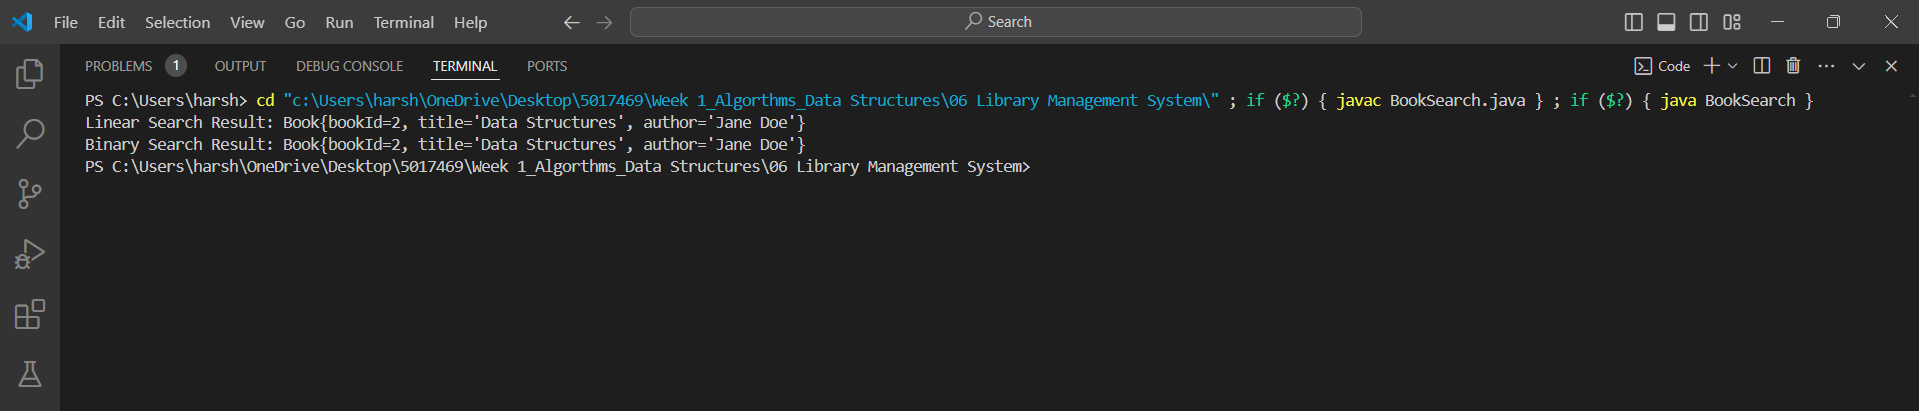 File Edit Selection View Go Run Terminal Help Search
PROBLEMS 1 OUTPUT DEBUG CONSOLE TERMINAL PORTS Code
PS C:\Users\harsh> cd "c:\Users\harsh\OneDrive\Desktop\5017469\Week 1_Algorthms_Data Structures\06 Library Management System\" ; if ($?) { javac BookSearch.java } ; if ($?) { java BookSearch }
Linear Search Result: Book{bookId=2, title='Data Structures', author='Jane Doe'}
Binary Search Result: Book{bookId=2, title='Data Structures', author='Jane Doe'}
PS C:\Users\harsh\OneDrive\Desktop\5017469\Week 1_Algorthms_Data Structures\06 Library Management System>